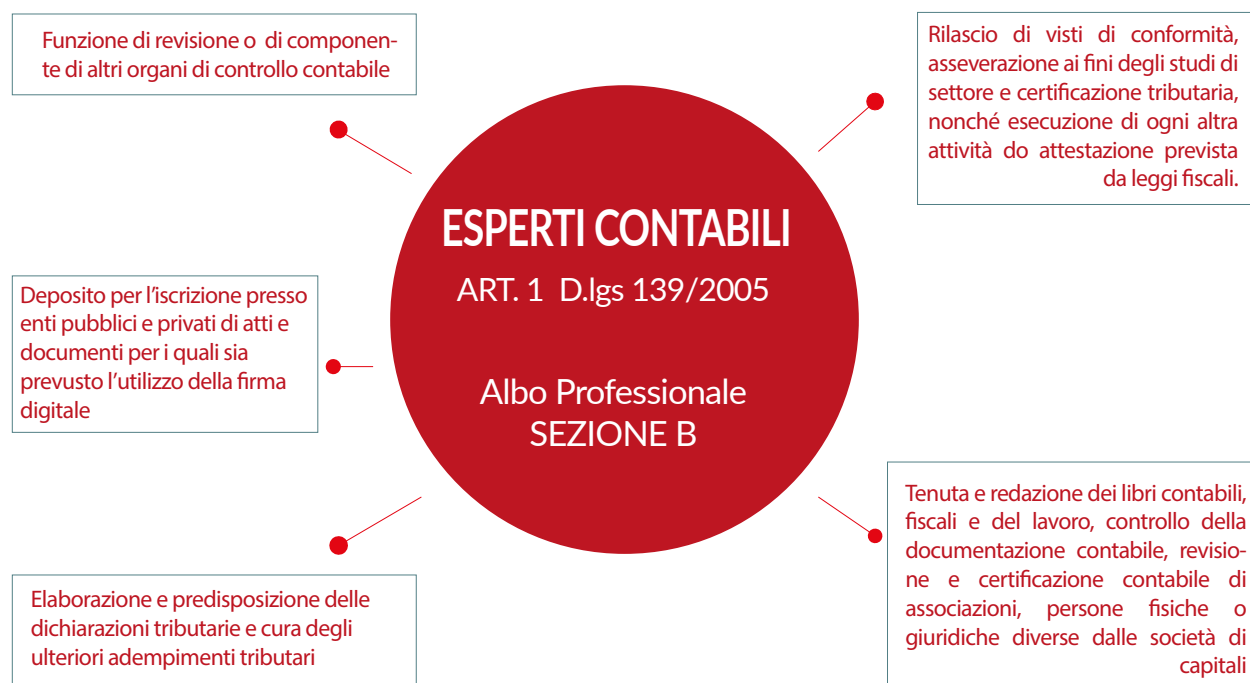 Funzione di revisione o di componen-
te di altri organi di controllo contabile
Rilascio di visti di conformità,
asseverazione ai fini degli studi di
settore e certificazione tributaria,
nonché esecuzione di ogni altra
attività do attestazione prevista
da leggi fiscali.
ESPERTI CONTABILI
ART. 1 D.lgs 139/2005
Albo Professionale
SEZIONE B
Deposito per l'iscrizione presso
enti pubblici e privati di atti e
documenti per i quali sia
prevusto l'utilizzo della firma
digitale
Elaborazione e predisposizione delle
dichiarazioni tributarie e cura degli
ulteriori adempimenti tributari
Tenuta e redazione dei libri contabili,
fiscali e del lavoro, controllo della
documentazione contabile, revisio-
ne e certificazione contabile di
associazioni, persone fisiche o
giuridiche diverse dalle società di
capitali